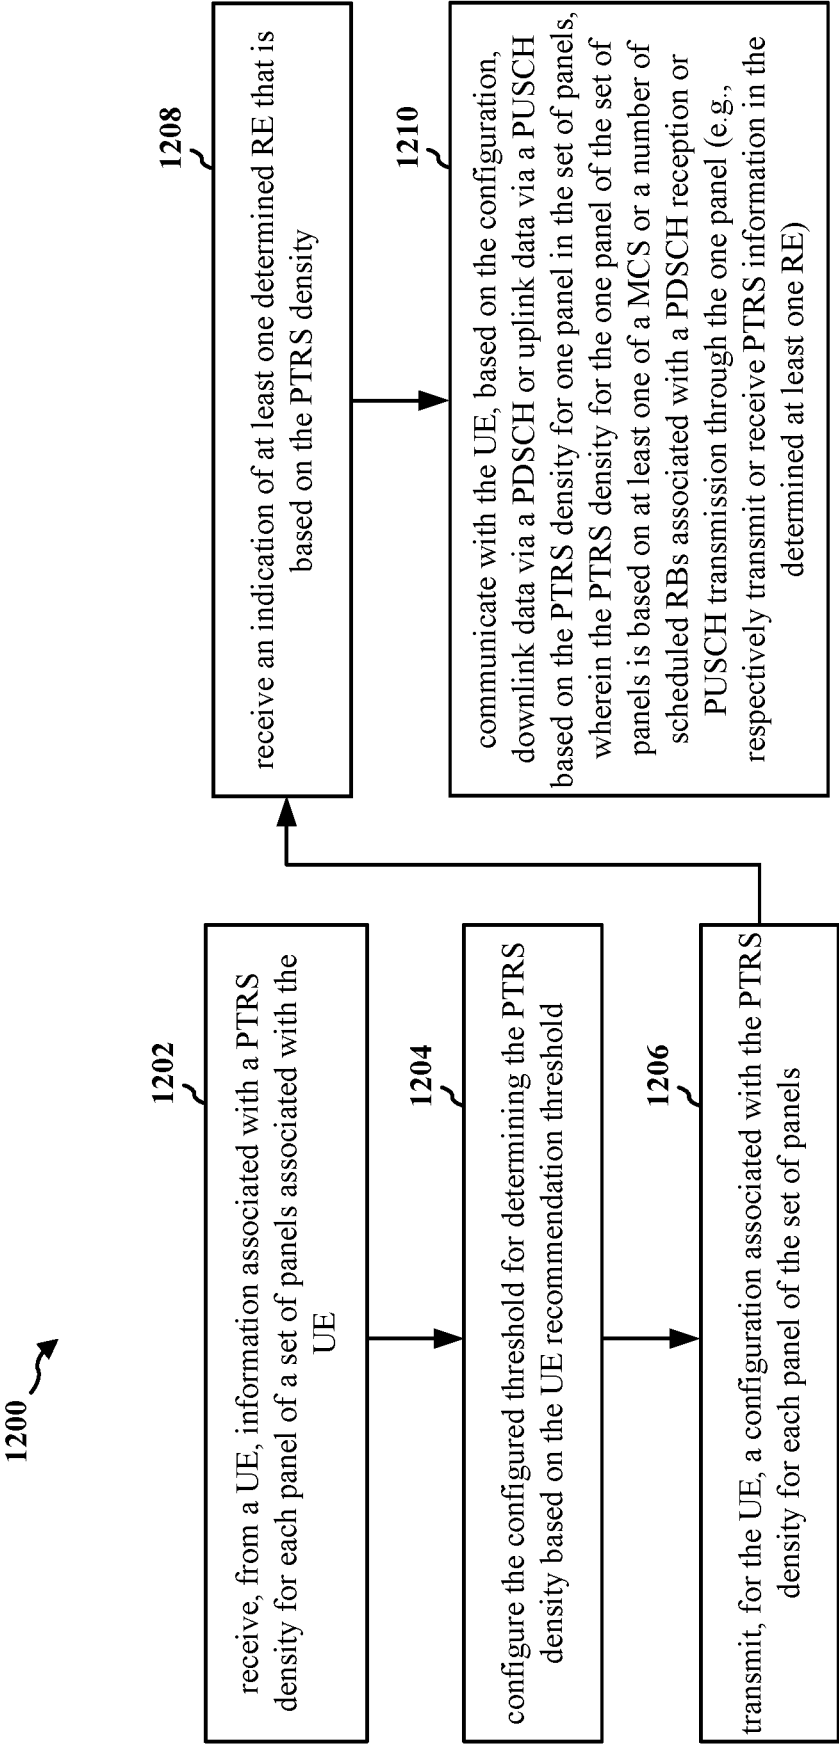 1200
1202
receive, from a UE, information associated with a PTRS
density for each panel of a set of panels associated with the
UE
1204
configure the configured threshold for determining the PTRS
density based on the UE recommendation threshold
1206
transmit, for the UE, a configuration associated with the PTRS
density for each panel of the set of panels
1208
receive an indication of at least one determined RE that is
based on the PTRS density
1210
communicate with the UE, based on the configuration,
downlink data via a PDSCH or uplink data via a PUSCH
based on the PTRS density for one panel in the set of panels,
wherein the PTRS density for the one panel of the set of
panels is based on at least one of a MCS or a number of
scheduled RBs associated with a PDSCH reception or
PUSCH transmission through the one panel (e.g.,
respectively transmit or receive PTRS information in the
determined at least one RE)